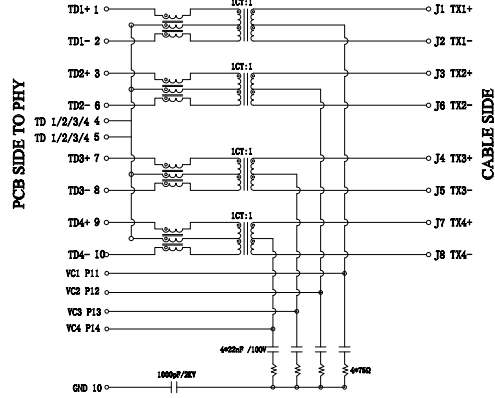 1CT:1
TD1+ 1
J1 TX1+
TD1- 2
J2 TX1-
1CT:1
TD2+ 3
J3 TX2+
TD2- 6
J6 TX2-
TD 1/2/3/4 4
TD 1/2/3/4 5
1CT:1
TD3+ 7
J4 TX3+
TD3- 8
J5 TX3-
1CT:1
TD4+ 9
J7 TX4+
TD4- 10
J8 TX4-
PCB SIDE TO PHY
CABLE SIDE
VC1 P11
VC2 P12
VC3 P13
VC4 P14
4*22nF /100V
4*75Ω
1000pF/2KV
GND 10